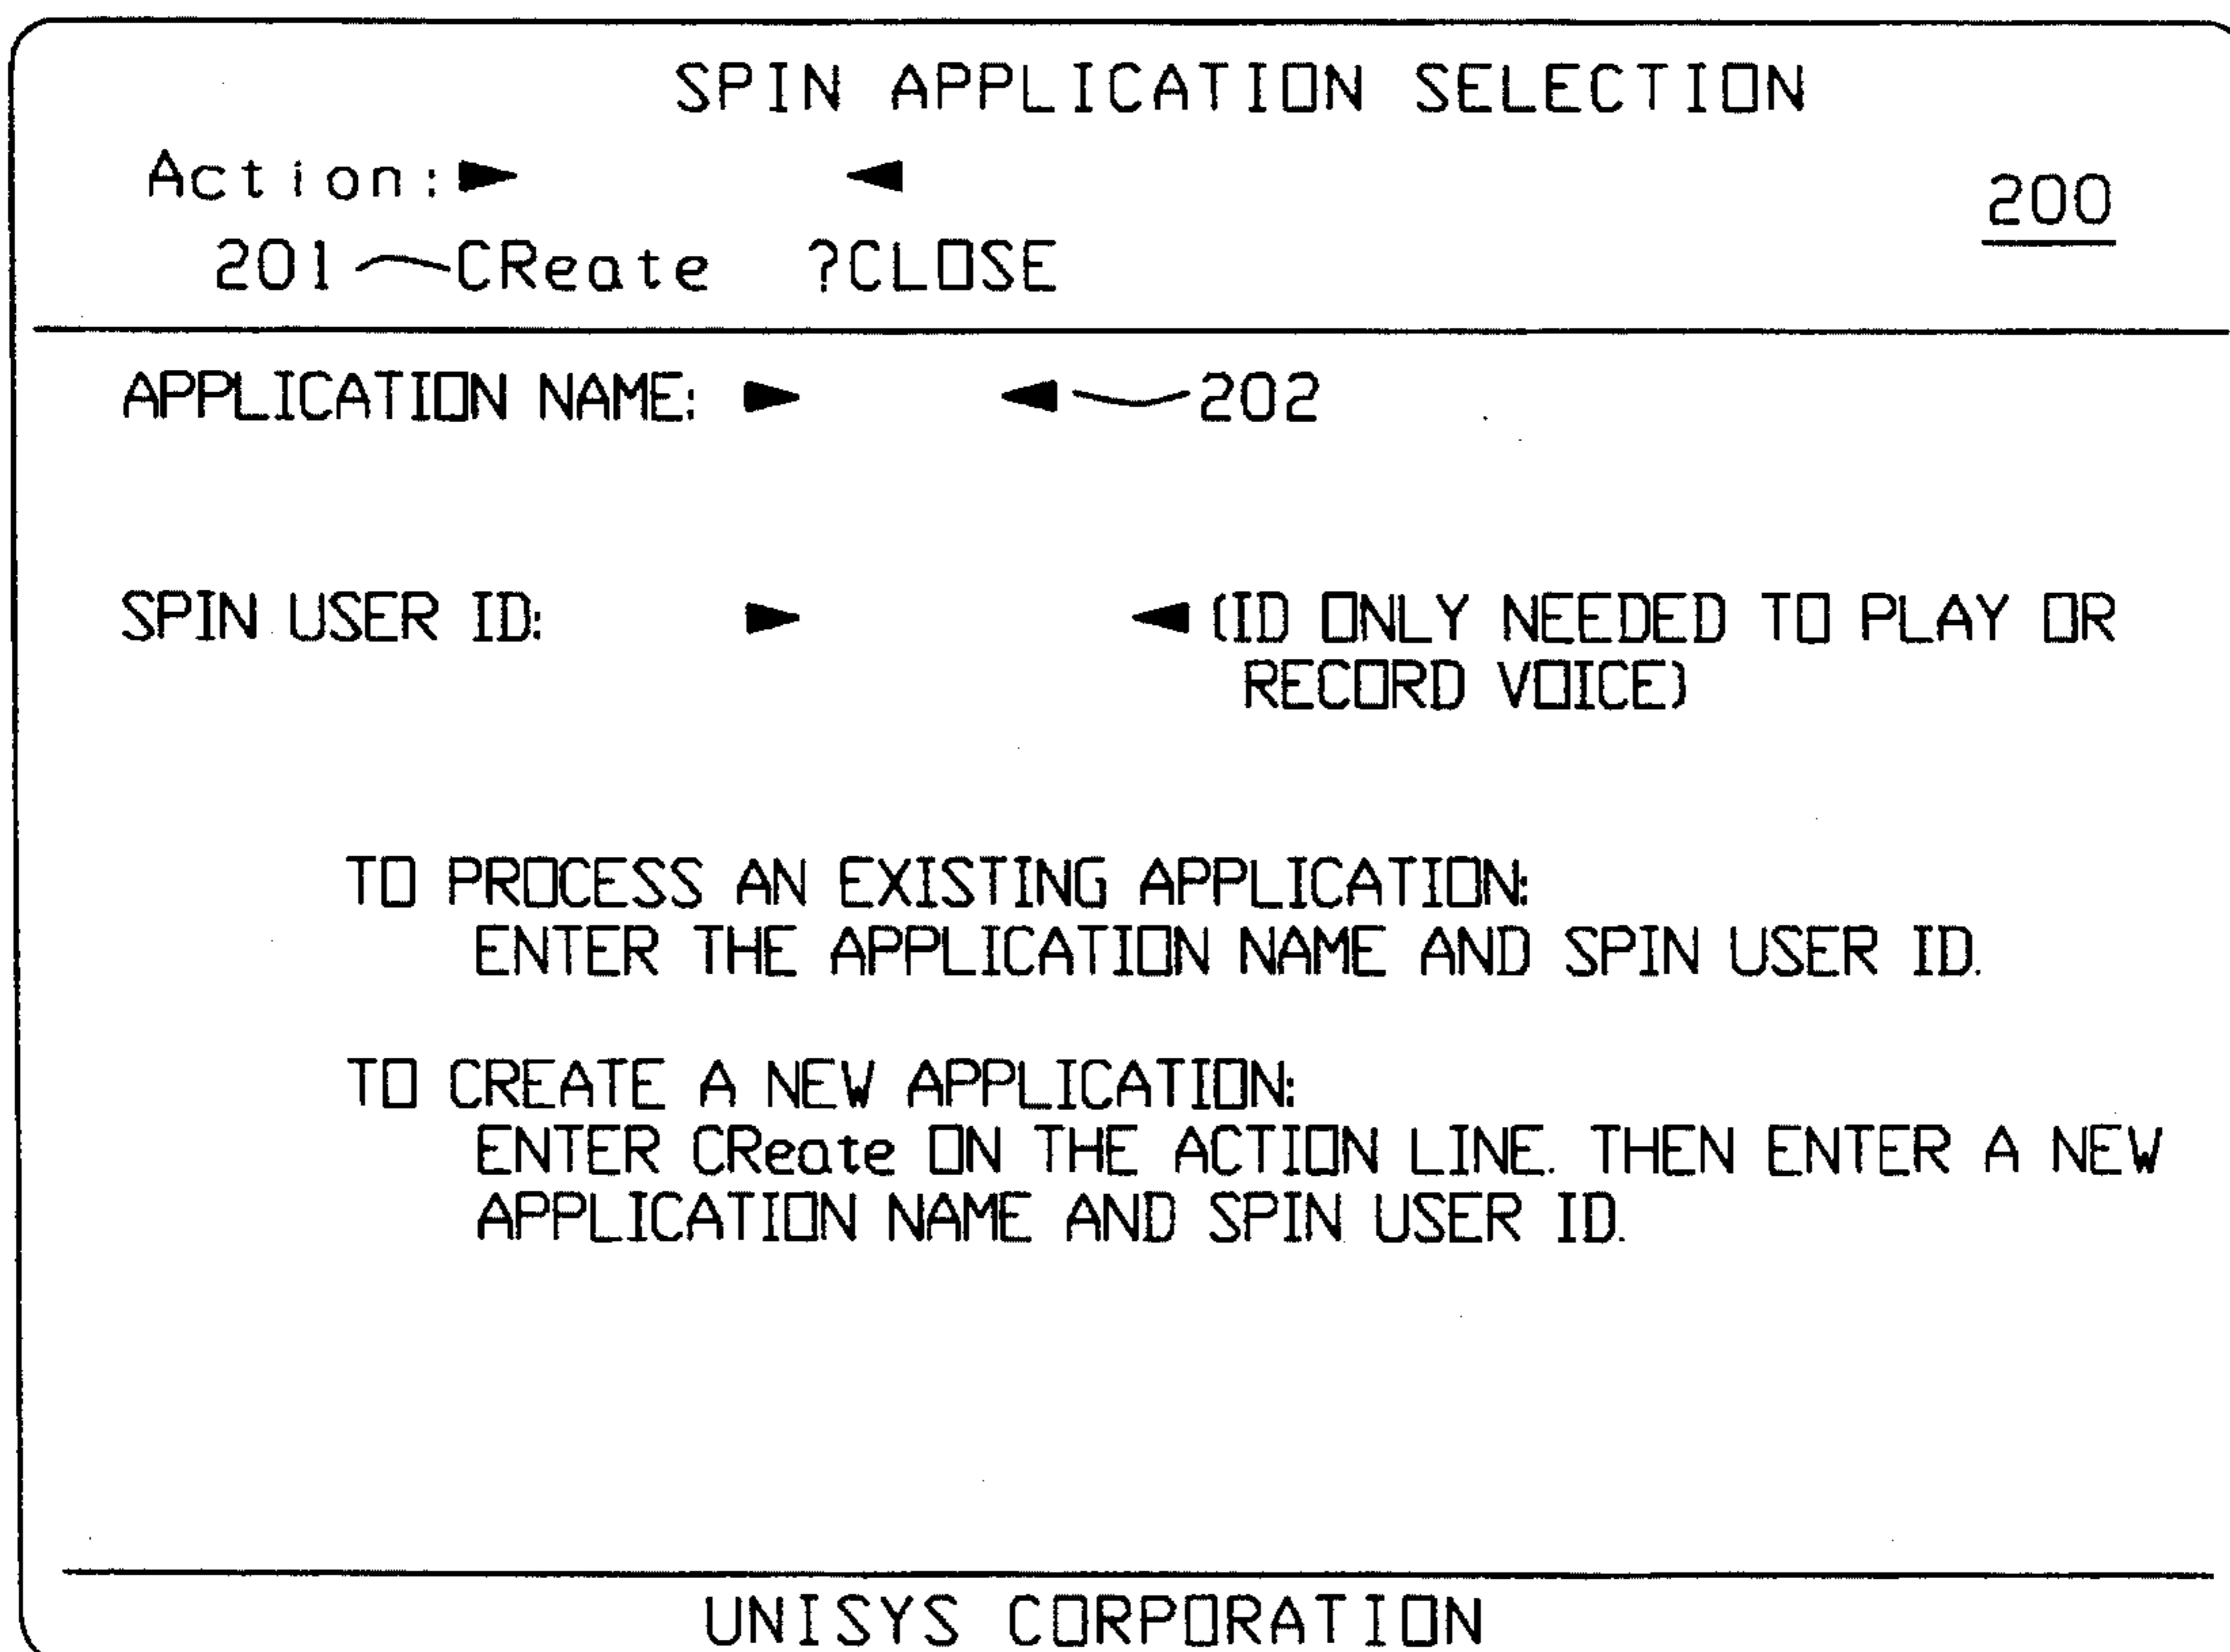 SPIN APPLICATION SELECTION
Action:► ◄
200
201 CReate ?CLOSE
APPLICATION NAME: ► ◄ 202
SPIN USER ID: ► ◄ (ID ONLY NEEDED TO PLAY OR
RECORD VOICE)
TO PROCESS AN EXISTING APPLICATION:
ENTER THE APPLICATION NAME AND SPIN USER ID.
TO CREATE A NEW APPLICATION:
ENTER CReate ON THE ACTION LINE. THEN ENTER A NEW
APPLICATION NAME AND SPIN USER ID.
UNISYS CORPORATION